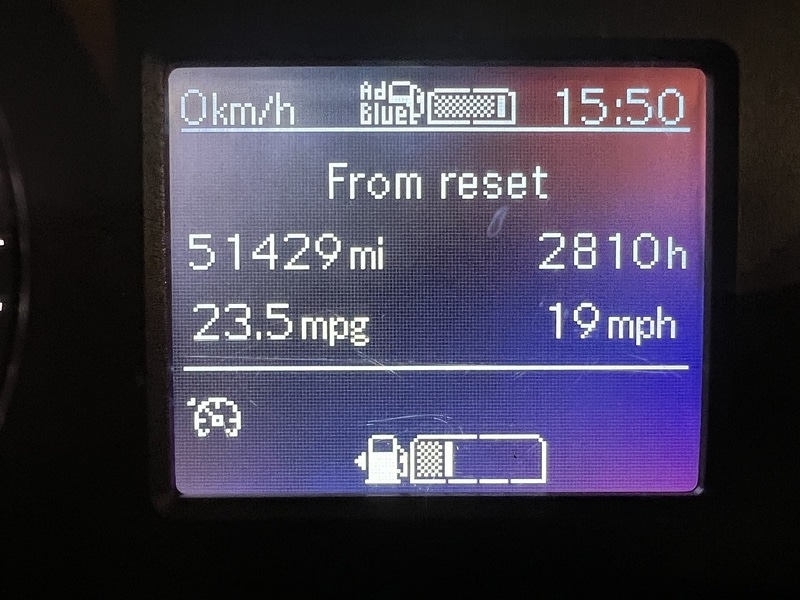 0km/h Ad Blue 15:50
From reset
51429mi 2810h
23.5mpg 19mph